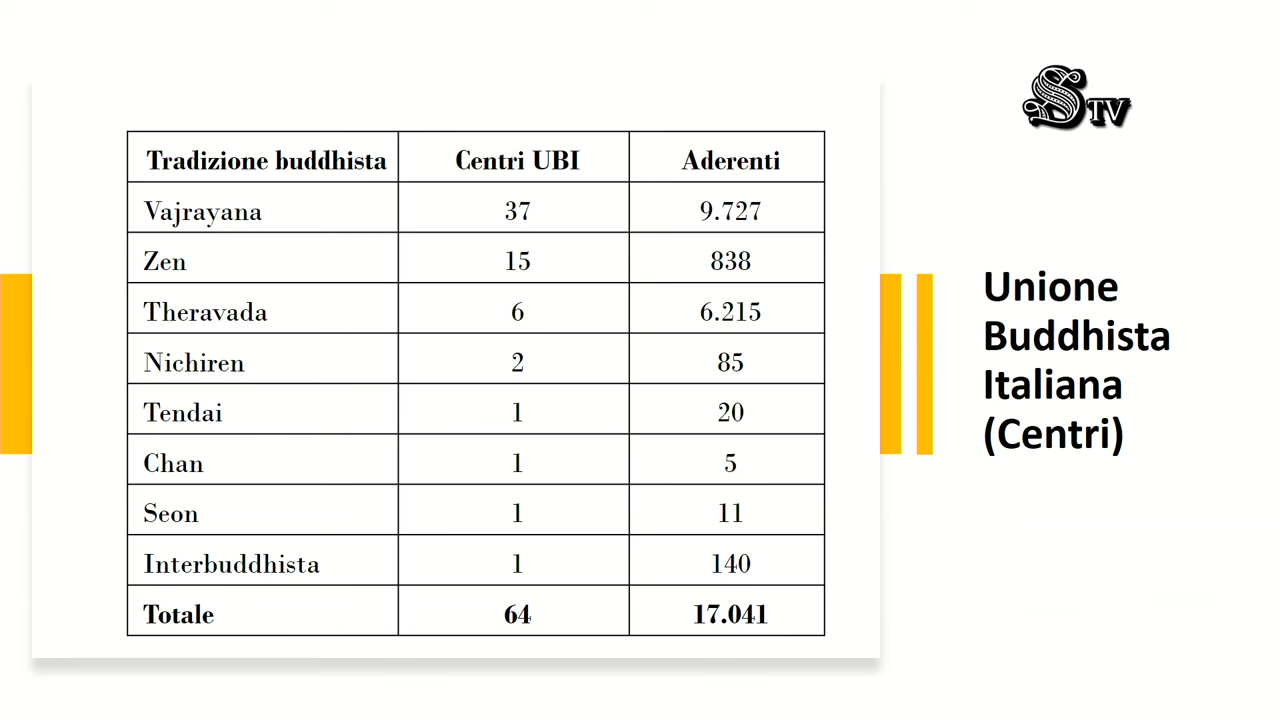 STV
Tradizione buddhista Centri UBI Aderenti
Vajrayana 37 9.727
Zen 15 838
Theravada 6 6.215
Nichiren 2 85
Tendai 1 20
Chan 1 5
Seon 1 11
Interbuddhista 1 140
Totale 64 17.041
Unione
Buddhista
Italiana
(Centri)